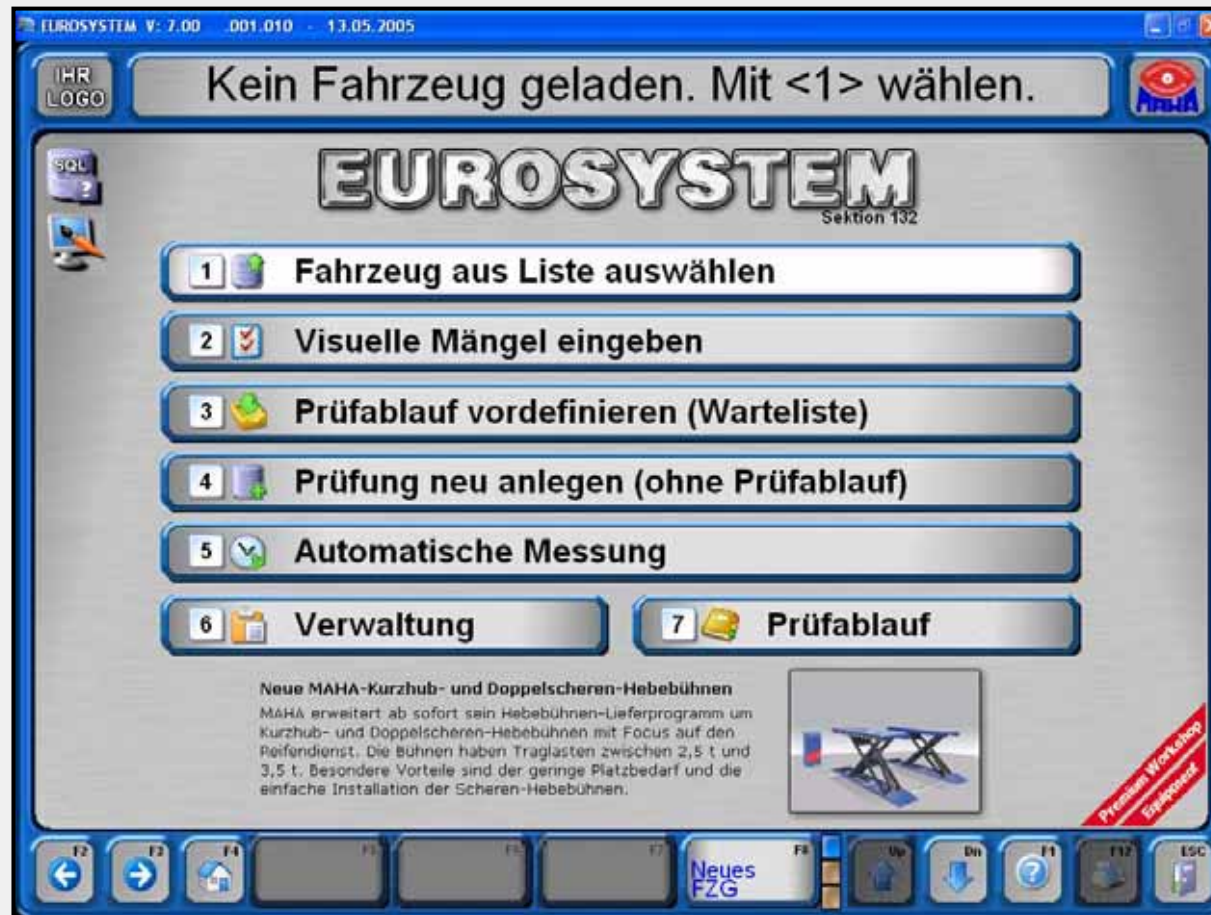 EUROSYSTEM V: 7.00 .001.010 - 13.05.2005
IHR
LOGO
Kein Fahrzeug geladen. Mit <1> wählen.
MAHA
SQL
?
EUROSYSTEM
Sektion 132
1 Fahrzeug aus Liste auswählen
2 Visuelle Mängel eingeben
3 Prüfablauf vordefinieren (Warteliste)
4 Prüfung neu anlegen (ohne Prüfablauf)
5 Automatische Messung
6 Verwaltung
7 Prüfablauf
Neue MAHA-Kurzhub- und Doppelscheren-Hebebühnen
MAHA erweitert ab sofort sein Hebebühnen-Lieferprogramm um
Kurzhub- und Doppelscheren-Hebebühnen mit Focus auf den
Reifendienst. Die Bühnen haben Traglasten zwischen 2,5 t und
3,5 t. Besondere Vorteile sind der geringe Platzbedarf und die
einfache Installation der Scheren-Hebebühnen.
Premium Workshop
Equipment
F2 F3 F4 F5 F6 F7 F8 Up Dn F1 F12 ESC
Neues
FZG